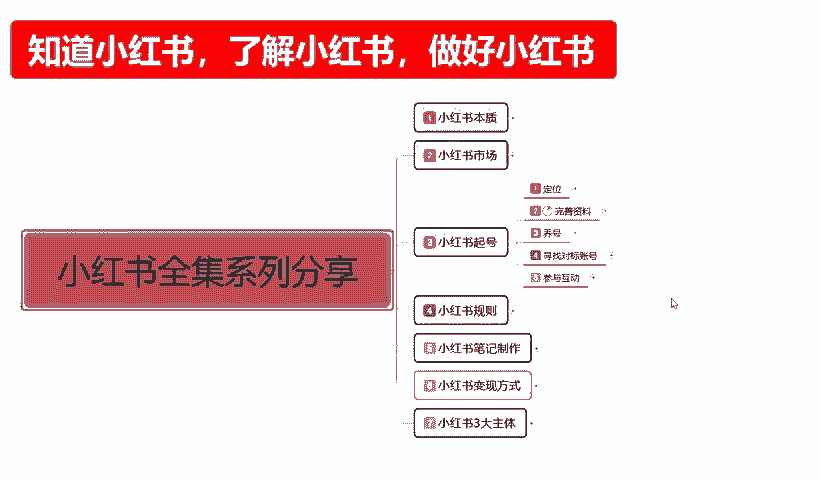 知道小红书，了解小红书，做好小红书
1 小红书本质
2 小红书市场
小红书全集系列分享
3 小红书起号
1 定位
2 完善资料
3 养号
4 寻找对标账号
5 参与互动
4 小红书规则
5 小红书笔记制作
6 小红书变现方式
7 小红书3大主体